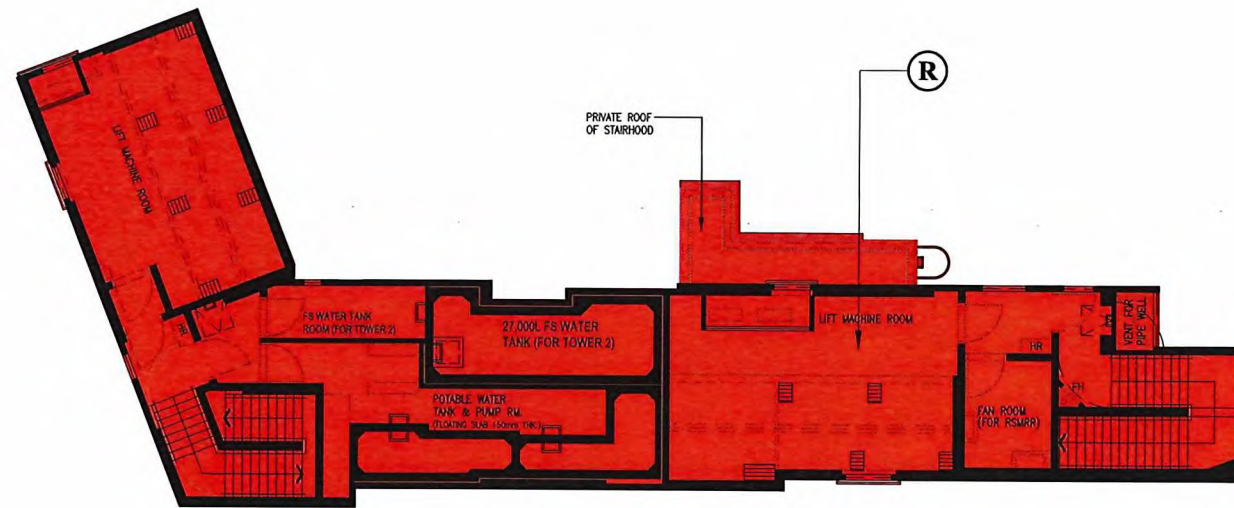 R
PRIVATE ROOF
OF STAIRHOOD
LIFT MACHINE ROOM
HR
FS WATER TANK
ROOM (FOR TOWER 2)
27,000L FS WATER
TANK (FOR TOWER 2)
LIFT MACHINE ROOM
VENT FOR
PIPE WELL
HR
FH
POTABLE WATER
TANK & PUMP RM.
(FLOATING SLAB 150mm THK.)
FAN ROOM
(FOR RSMRR)